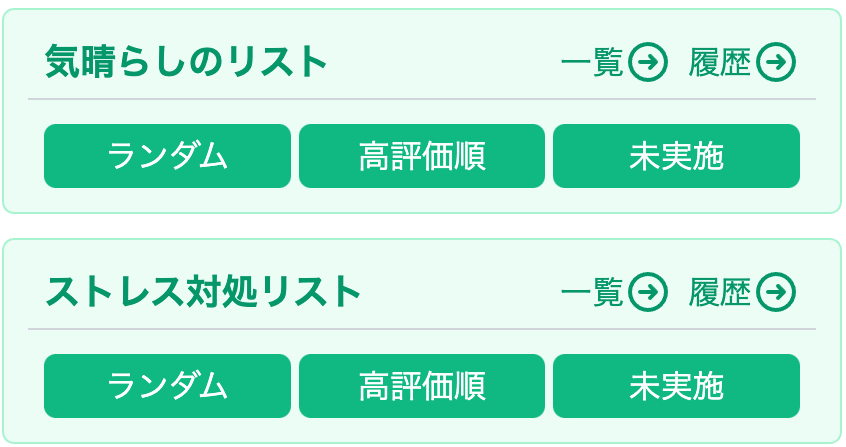 気晴らしのリスト 一覧 履歴
ランダム 高評価順 未実施
ストレス対処リスト 一覧 履歴
ランダム 高評価順 未実施